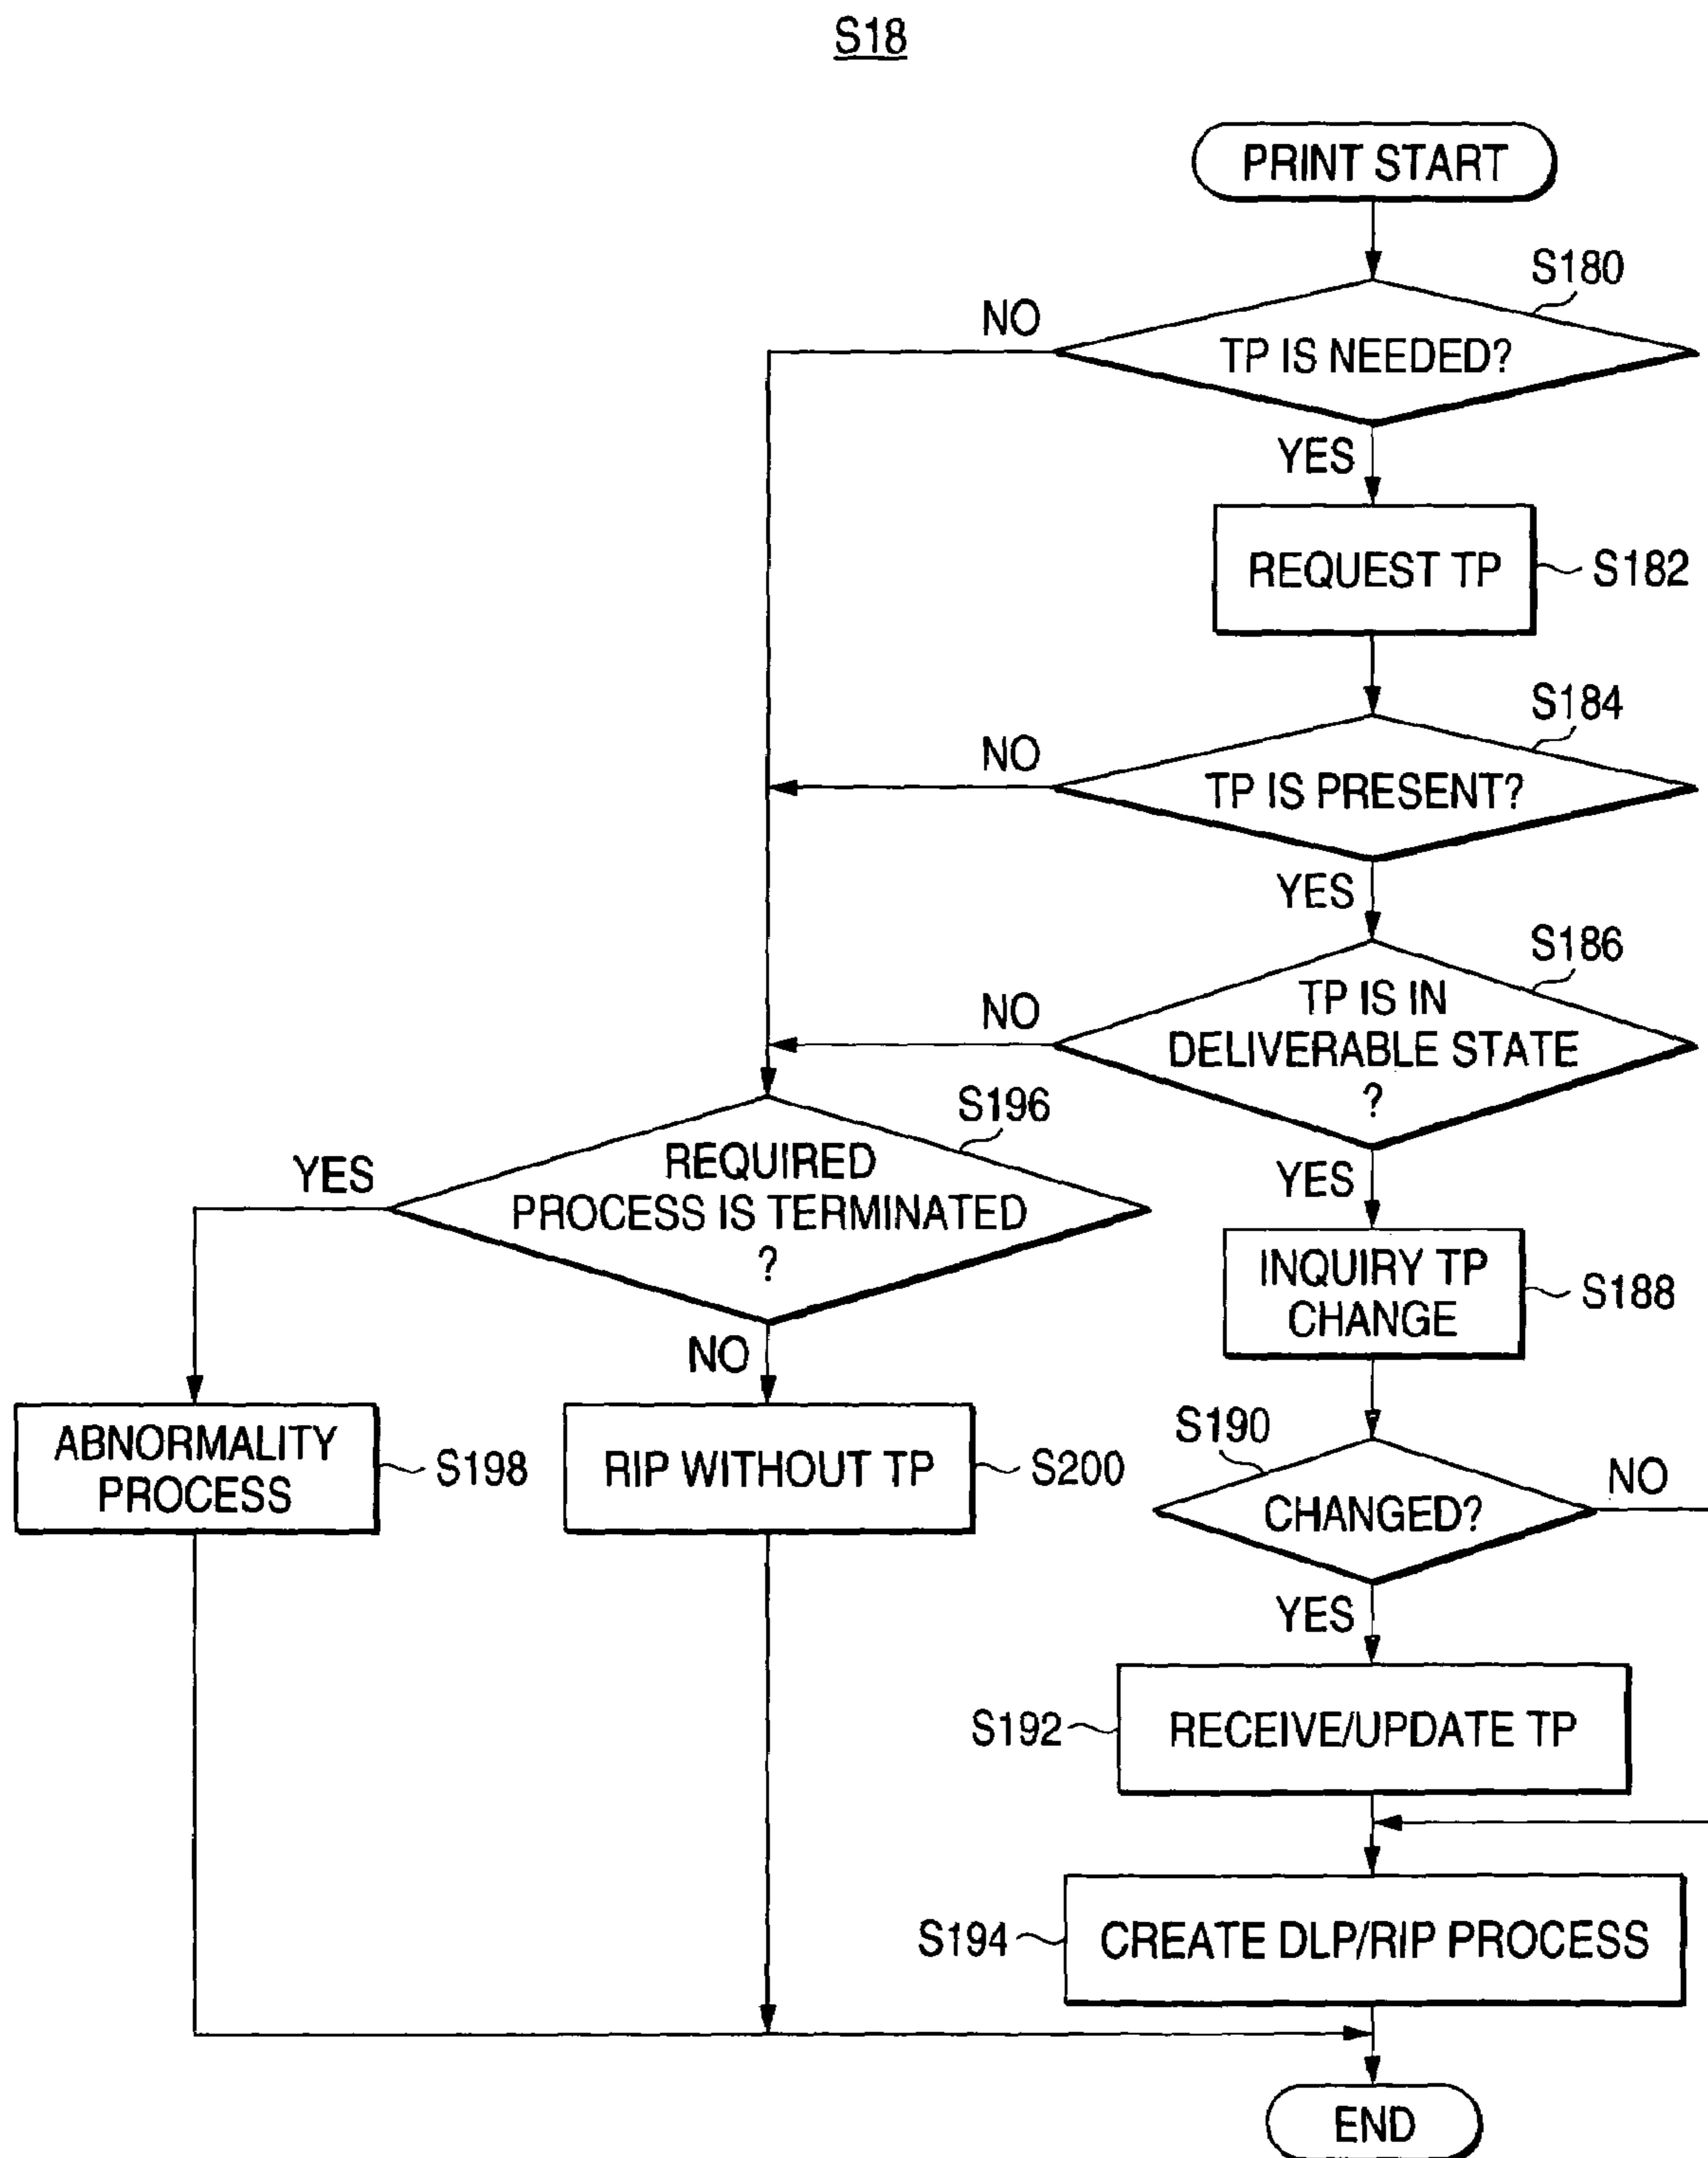 S18
PRINT START
S180
NO
TP IS NEEDED?
YES
REQUEST TP
S182
S184
NO
TP IS PRESENT?
YES
S186
NO
TP IS IN
DELIVERABLE STATE
?
S196
YES
REQUIRED
PROCESS IS TERMINATED
?
YES
INQUIRY TP
CHANGE
S188
NO
ABNORMALITY
PROCESS
S198
RIP WITHOUT TP
S200
S190
CHANGED?
NO
YES
S192
RECEIVE/UPDATE TP
S194
CREATE DLP/RIP PROCESS
END